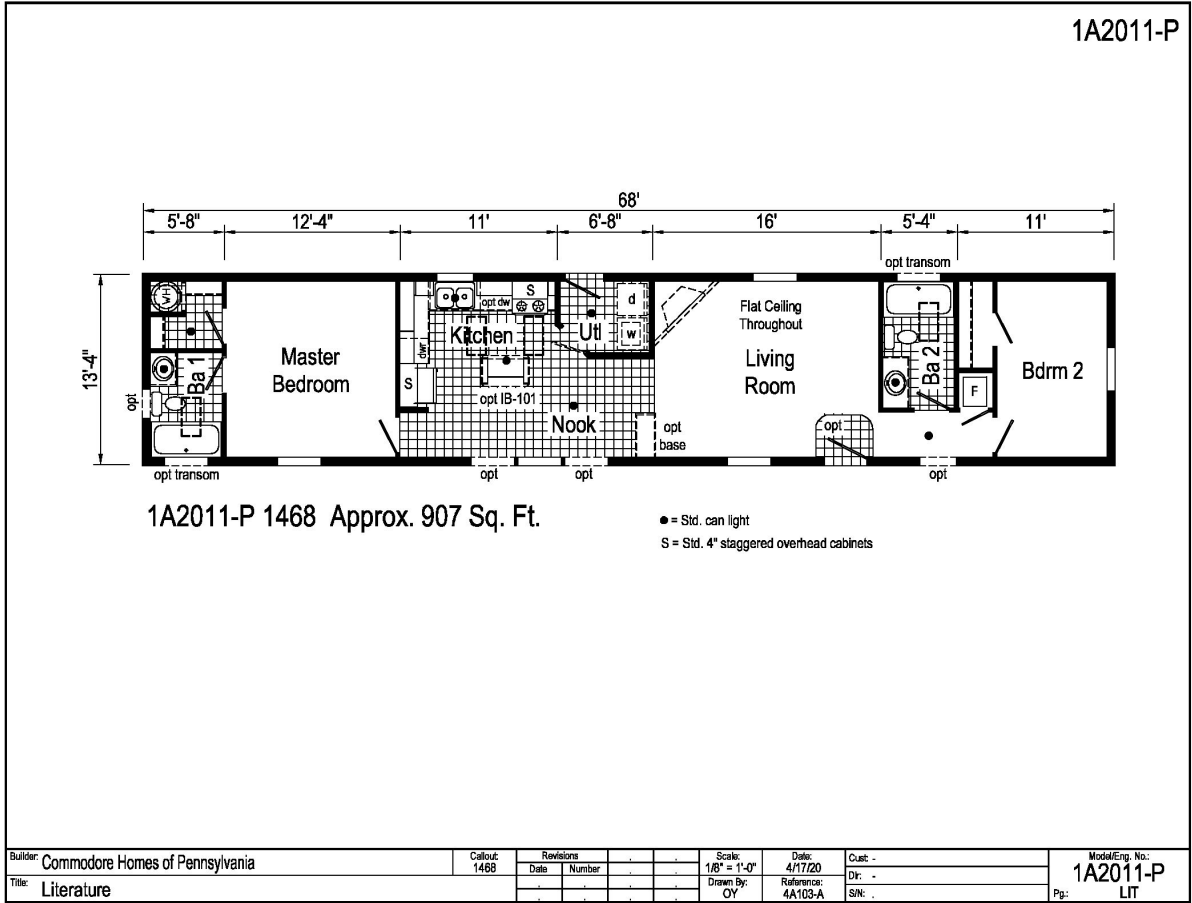 1A2011-P
68'
5'-8" 12'-4" 11' 6'-8" 16' 5'-4" 11'
opt transom
13'-4"
WH
opt dw
S
d
w
Flat Ceiling
Throughout
Kitchen
Utl
dwr
Master
Bedroom
Living
Room
Ba 1
Ba 2
Bdrm 2
S
F
opt
opt IB-101
Nook
opt
base
opt
opt transom
opt
opt
opt
1A2011-P 1468 Approx. 907 Sq. Ft.
● = Std. can light
S = Std. 4" staggered overhead cabinets
Builder: Commodore Homes of Pennsylvania
Title: Literature
Callout:
1468
Revisions
Date Number
Scale:
1/8" = 1'-0"
Drawn By:
OY
Date:
4/17/20
Reference:
4A103-A
Cust: -
Dlr: -
S/N: .
Model/Eng. No.:
1A2011-P
Pg.: LIT